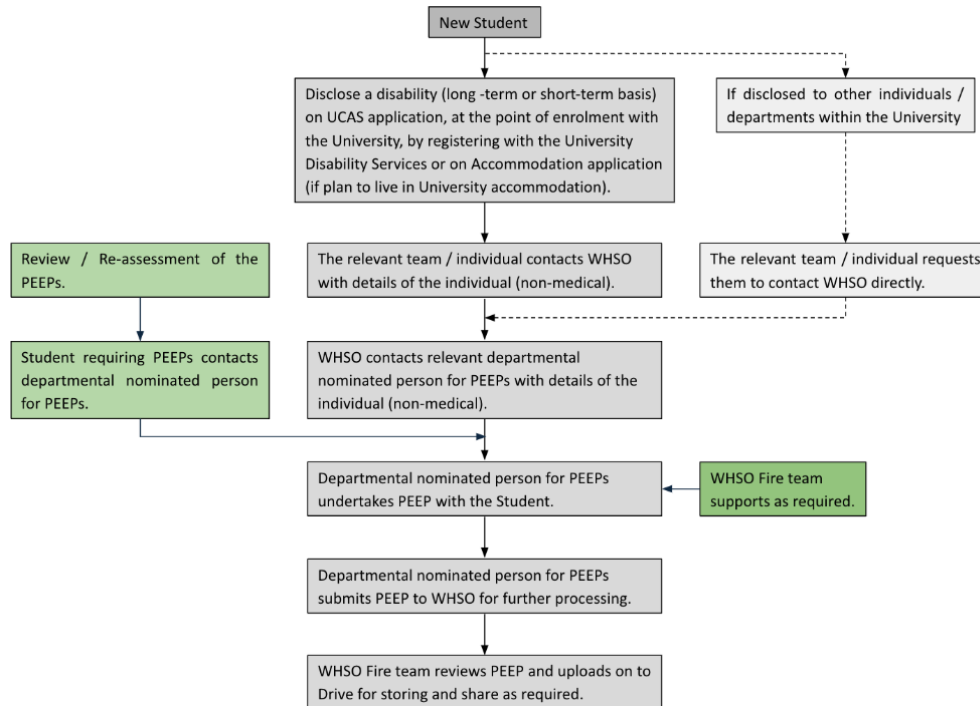 New Student
Disclose a disability (long -term or short-term basis)
on UCAS application, at the point of enrolment with
the University, by registering with the University
Disability Services or on Accommodation application
(if plan to live in University accommodation).
If disclosed to other individuals /
departments within the University
Review / Re-assessment of the
PEEPs.
The relevant team / individual contacts WHSO
with details of the individual (non-medical).
The relevant team / individual requests
them to contact WHSO directly.
Student requiring PEEPs contacts
departmental nominated person
for PEEPs.
WHSO contacts relevant departmental
nominated person for PEEPs with details of the
individual (non-medical).
Departmental nominated person for PEEPs
undertakes PEEP with the Student.
WHSO Fire team
supports as required.
Departmental nominated person for PEEPs
submits PEEP to WHSO for further processing.
WHSO Fire team reviews PEEP and uploads on to
Drive for storing and share as required.